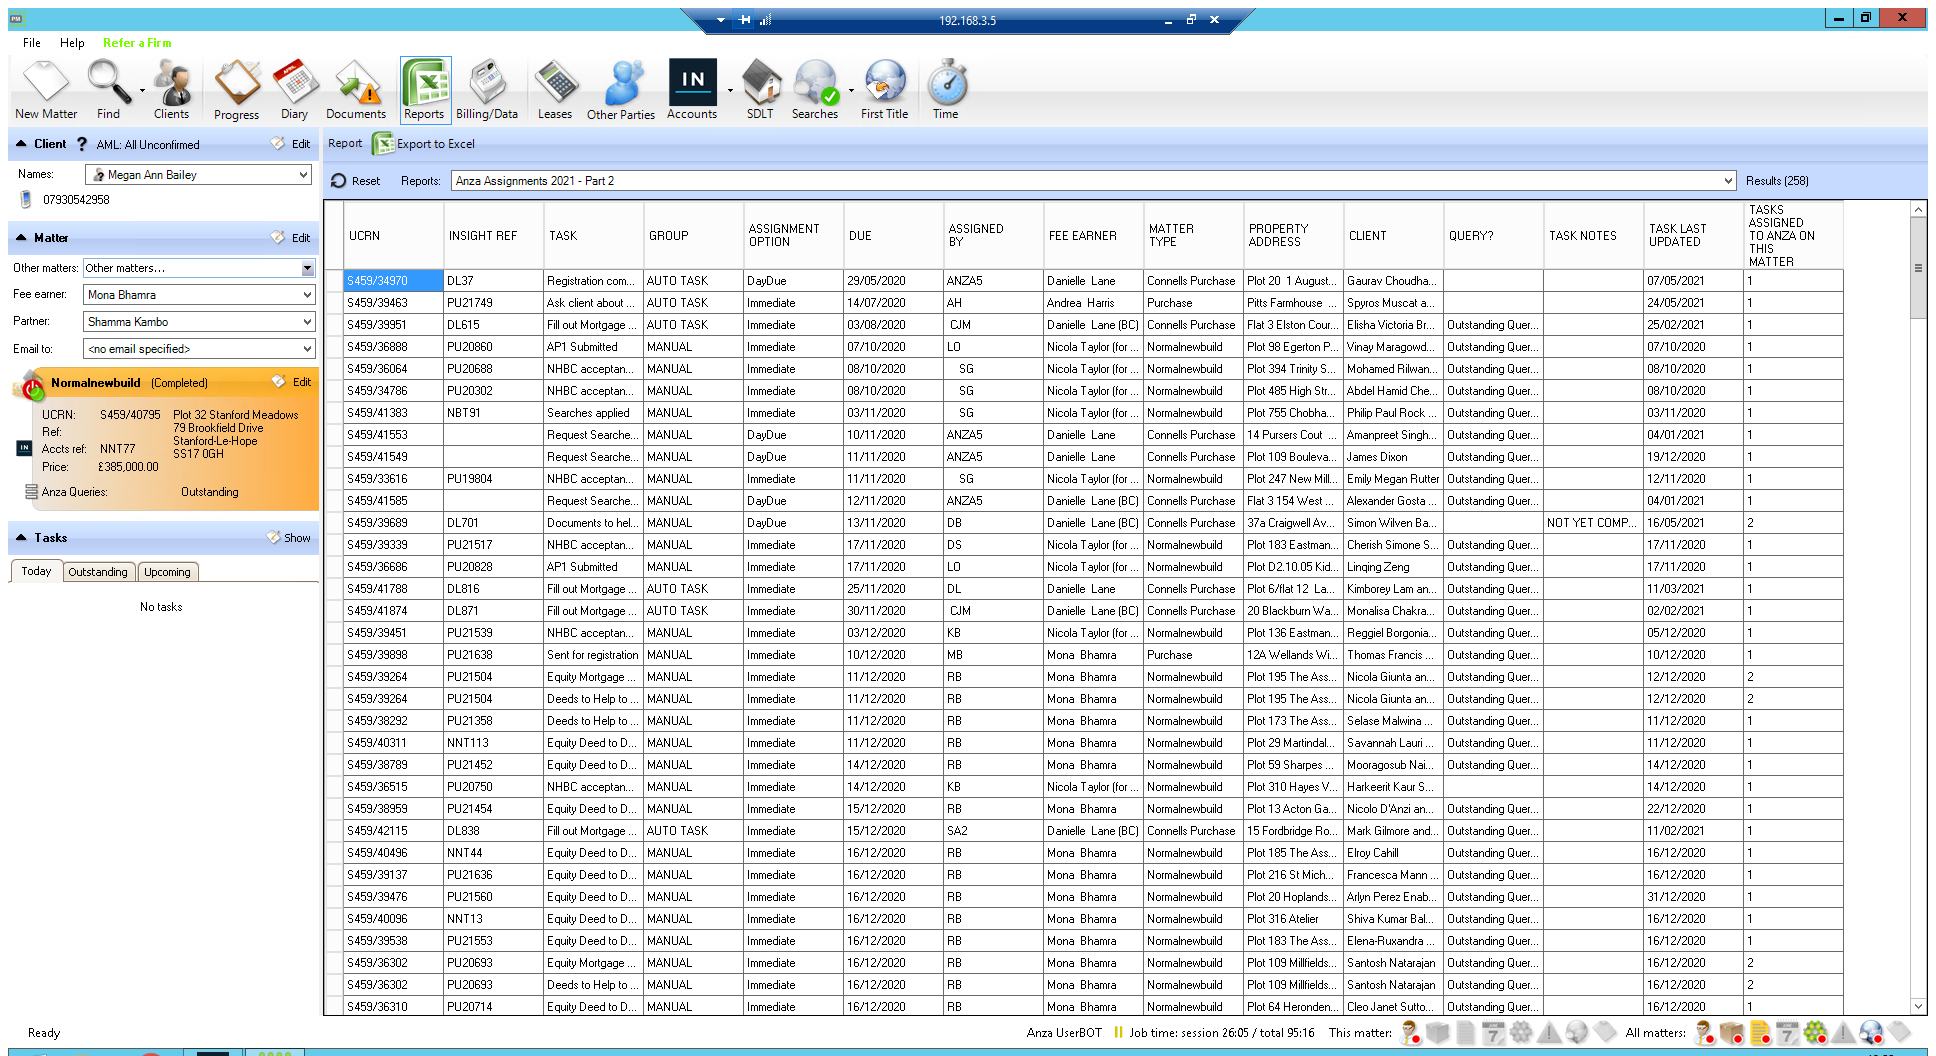 PM
192.168.3.5
File Help Refer a Firm
New Matter Find Clients Progress Diary Documents Reports Billing/Data Leases Other Parties IN Accounts SDLT Searches First Title Time
Client ? AML: All Unconfirmed Edit
Names: Megan Ann Bailey
07930542958
Matter Edit
Other matters: Other matters...
Fee earner: Mona Bhamra
Partner: Shamma Kambo
Email to: <no email specified>
Normalnewbuild (Completed) Edit
UCRN: S459/40795 Plot 32 Stanford Meadows
79 Brookfield Drive
Ref: Stanford-Le-Hope
IN Accts ref: NNT77 SS17 0GH
Price: £385,000.00
Anza Queries: Outstanding
Tasks Show
Today Outstanding Upcoming
No tasks
Report Export to Excel
Reset Reports: Anza Assignments 2021 - Part 2 Results (258)
UCRN INSIGHT REF TASK GROUP ASSIGNMENT OPTION DUE ASSIGNED BY FEE EARNER MATTER TYPE PROPERTY ADDRESS CLIENT QUERY? TASK NOTES TASK LAST UPDATED TASKS ASSIGNED TO ANZA ON THIS MATTER
S459/34970 DL37 Registration com... AUTO TASK DayDue 29/05/2020 ANZA5 Danielle Lane Connells Purchase Plot 20 1 August... Gaurav Choudha... 07/05/2021 1
S459/39463 PU21749 Ask client about ... AUTO TASK Immediate 14/07/2020 AH Andrea Harris Purchase Pitts Farmhouse ... Spyros Muscat a... 24/05/2021 1
S459/39951 DL615 Fill out Mortgage ... AUTO TASK Immediate 03/08/2020 CJM Danielle Lane (BC) Connells Purchase Flat 3 Elston Cour... Elisha Victoria Br... Outstanding Quer... 25/02/2021 1
S459/36888 PU20860 AP1 Submitted MANUAL Immediate 07/10/2020 LO Nicola Taylor (for ... Normalnewbuild Plot 98 Egerton P... Vinay Maragowd... Outstanding Quer... 07/10/2020 1
S459/36064 PU20688 NHBC acceptan... MANUAL Immediate 08/10/2020 SG Nicola Taylor (for ... Normalnewbuild Plot 394 Trinity S... Mohamed Rilwan... Outstanding Quer... 08/10/2020 1
S459/34786 PU20302 NHBC acceptan... MANUAL Immediate 08/10/2020 SG Nicola Taylor (for ... Normalnewbuild Plot 485 High Str... Abdel Hamid Che... Outstanding Quer... 08/10/2020 1
S459/41383 NBT91 Searches applied MANUAL Immediate 03/11/2020 SG Nicola Taylor (for ... Normalnewbuild Plot 755 Chobha... Philip Paul Rock ... Outstanding Quer... 03/11/2020 1
S459/41553 Request Searche... MANUAL DayDue 10/11/2020 ANZA5 Danielle Lane Connells Purchase 14 Pursers Cout ... Amanpreet Singh... Outstanding Quer... 04/01/2021 1
S459/41549 Request Searche... MANUAL DayDue 11/11/2020 ANZA5 Danielle Lane Connells Purchase Plot 109 Bouleva... James Dixon Outstanding Quer... 19/12/2020 1
S459/33616 PU19804 NHBC acceptan... MANUAL Immediate 11/11/2020 SG Nicola Taylor (for ... Normalnewbuild Plot 247 New Mill... Emily Megan Rutter Outstanding Quer... 12/11/2020 1
S459/41585 Request Searche... MANUAL DayDue 12/11/2020 ANZA5 Danielle Lane (BC) Connells Purchase Flat 3 154 West ... Alexander Gosta ... Outstanding Quer... 04/01/2021 1
S459/39689 DL701 Documents to hel... MANUAL DayDue 13/11/2020 DB Danielle Lane (BC) Connells Purchase 37a Craigwell Av... Simon Wilven Ba... NOT YET COMP... 16/05/2021 2
S459/39339 PU21517 NHBC acceptan... MANUAL Immediate 17/11/2020 DS Nicola Taylor (for ... Normalnewbuild Plot 183 Eastman... Cherish Simone S... Outstanding Quer... 17/11/2020 1
S459/36686 PU20828 AP1 Submitted MANUAL Immediate 17/11/2020 LO Nicola Taylor (for ... Normalnewbuild Plot D2.10.05 Kid... Linqing Zeng Outstanding Quer... 17/11/2020 1
S459/41788 DL816 Fill out Mortgage ... AUTO TASK Immediate 25/11/2020 DL Danielle Lane Connells Purchase Plot 6/flat 12 La... Kimborey Lam an... Outstanding Quer... 11/03/2021 1
S459/41874 DL871 Fill out Mortgage ... AUTO TASK Immediate 30/11/2020 CJM Danielle Lane (BC) Connells Purchase 20 Blackburn Wa... Monalisa Chakra... Outstanding Quer... 02/02/2021 1
S459/39451 PU21539 NHBC acceptan... MANUAL Immediate 03/12/2020 KB Nicola Taylor (for ... Normalnewbuild Plot 136 Eastman... Reggiel Borgonia... Outstanding Quer... 05/12/2020 1
S459/39898 PU21638 Sent for registration MANUAL Immediate 10/12/2020 MB Mona Bhamra Purchase 12A Wellands Wi... Thomas Francis ... Outstanding Quer... 10/12/2020 1
S459/39264 PU21504 Equity Mortgage ... MANUAL Immediate 11/12/2020 RB Mona Bhamra Normalnewbuild Plot 195 The Ass... Nicola Giunta an... Outstanding Quer... 12/12/2020 2
S459/39264 PU21504 Deeds to Help to ... MANUAL Immediate 11/12/2020 RB Mona Bhamra Normalnewbuild Plot 195 The Ass... Nicola Giunta an... Outstanding Quer... 12/12/2020 2
S459/38292 PU21358 Deeds to Help to ... MANUAL Immediate 11/12/2020 RB Mona Bhamra Normalnewbuild Plot 173 The Ass... Selase Malwina ... Outstanding Quer... 11/12/2020 1
S459/40311 NNT113 Equity Deed to D... MANUAL Immediate 11/12/2020 RB Mona Bhamra Normalnewbuild Plot 29 Martindal... Savannah Lauri ... Outstanding Quer... 11/12/2020 1
S459/38789 PU21452 Equity Deed to D... MANUAL Immediate 14/12/2020 RB Mona Bhamra Normalnewbuild Plot 59 Sharpes ... Mooragosub Nai... Outstanding Quer... 14/12/2020 1
S459/36515 PU20750 NHBC acceptan... MANUAL Immediate 14/12/2020 KB Nicola Taylor (for ... Normalnewbuild Plot 310 Hayes V... Harkeerit Kaur S... 14/12/2020 1
S459/38959 PU21454 Equity Deed to D... MANUAL Immediate 15/12/2020 RB Mona Bhamra Normalnewbuild Plot 13 Acton Ga... Nicolo D'Anzi an... Outstanding Quer... 22/12/2020 1
S459/42115 DL838 Fill out Mortgage ... AUTO TASK Immediate 15/12/2020 SA2 Danielle Lane (BC) Connells Purchase 15 Fordbridge Ro... Mark Gilmore and... Outstanding Quer... 11/02/2021 1
S459/40496 NNT44 Equity Deed to D... MANUAL Immediate 16/12/2020 RB Mona Bhamra Normalnewbuild Plot 185 The Ass... Elroy Cahill Outstanding Quer... 16/12/2020 1
S459/39137 PU21636 Equity Deed to D... MANUAL Immediate 16/12/2020 RB Mona Bhamra Normalnewbuild Plot 216 St Mich... Francesca Mann ... Outstanding Quer... 16/12/2020 1
S459/39476 PU21560 Equity Deed to D... MANUAL Immediate 16/12/2020 RB Mona Bhamra Normalnewbuild Plot 20 Hoplands... Arlyn Perez Enab... Outstanding Quer... 31/12/2020 1
S459/40096 NNT13 Equity Deed to D... MANUAL Immediate 16/12/2020 RB Mona Bhamra Normalnewbuild Plot 316 Atelier Shiva Kumar Bal... Outstanding Quer... 16/12/2020 1
S459/39538 PU21553 Equity Deed to D... MANUAL Immediate 16/12/2020 RB Mona Bhamra Normalnewbuild Plot 183 The Ass... Elena-Ruxandra ... Outstanding Quer... 16/12/2020 1
S459/36302 PU20693 Equity Mortgage ... MANUAL Immediate 16/12/2020 RB Mona Bhamra Normalnewbuild Plot 109 Millfields... Santosh Natarajan Outstanding Quer... 16/12/2020 2
S459/36302 PU20693 Deeds to Help to ... MANUAL Immediate 16/12/2020 RB Mona Bhamra Normalnewbuild Plot 109 Millfields... Santosh Natarajan Outstanding Quer... 16/12/2020 2
S459/36310 PU20714 Equity Deed to D... MANUAL Immediate 16/12/2020 RB Mona Bhamra Normalnewbuild Plot 64 Heronden... Cleo Janet Sutto... Outstanding Quer... 16/12/2020 1
Ready Anza UserBOT Job time: session 26:05 / total 95:16 This matter: All matters: